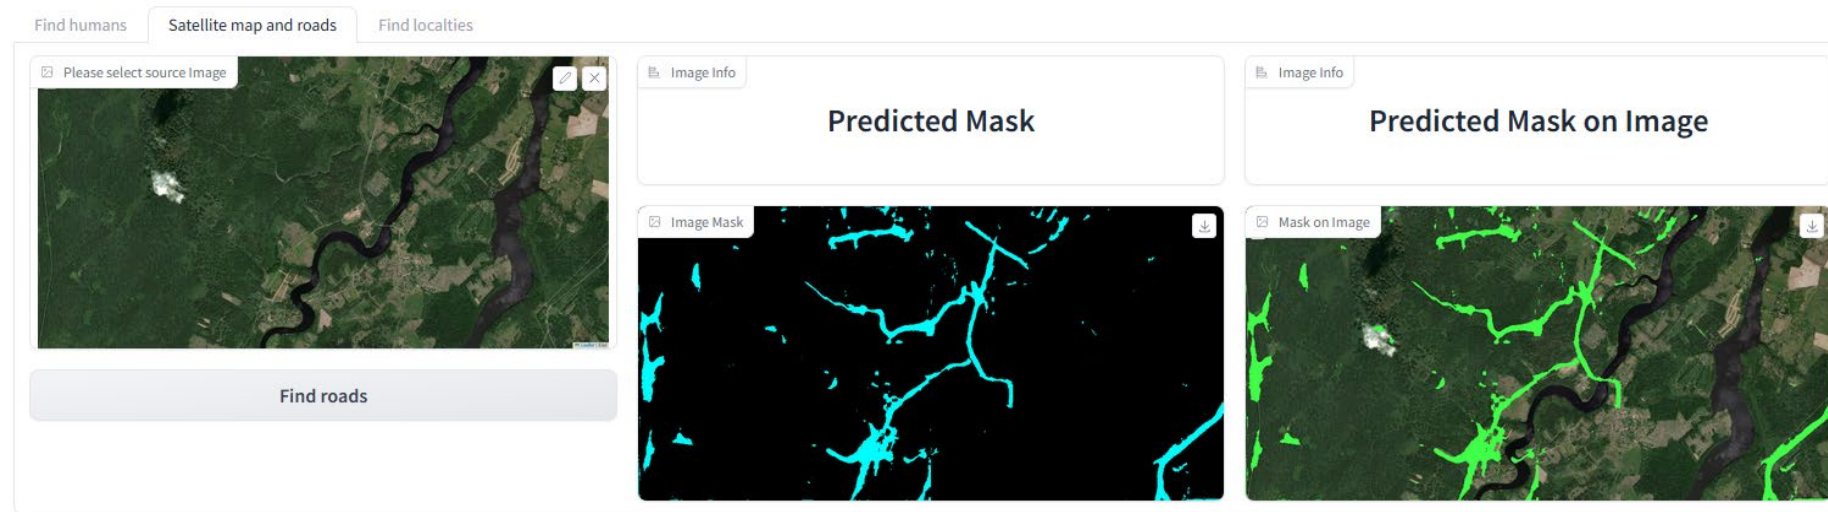 Find humans
Satellite map and roads
Find localties
Please select source Image
Find roads
Image Info
Predicted Mask
Image Mask
Image Info
Predicted Mask on Image
Mask on Image